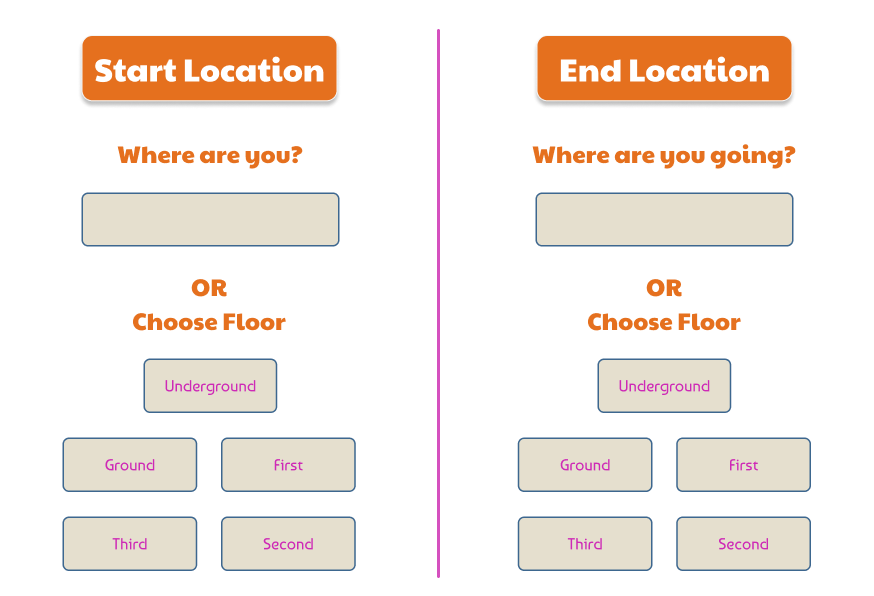 Start Location
Where are you?
OR
Choose Floor
Underground
Ground
First
Third
Second
End Location
Where are you going?
OR
Choose Floor
Underground
Ground
First
Third
Second